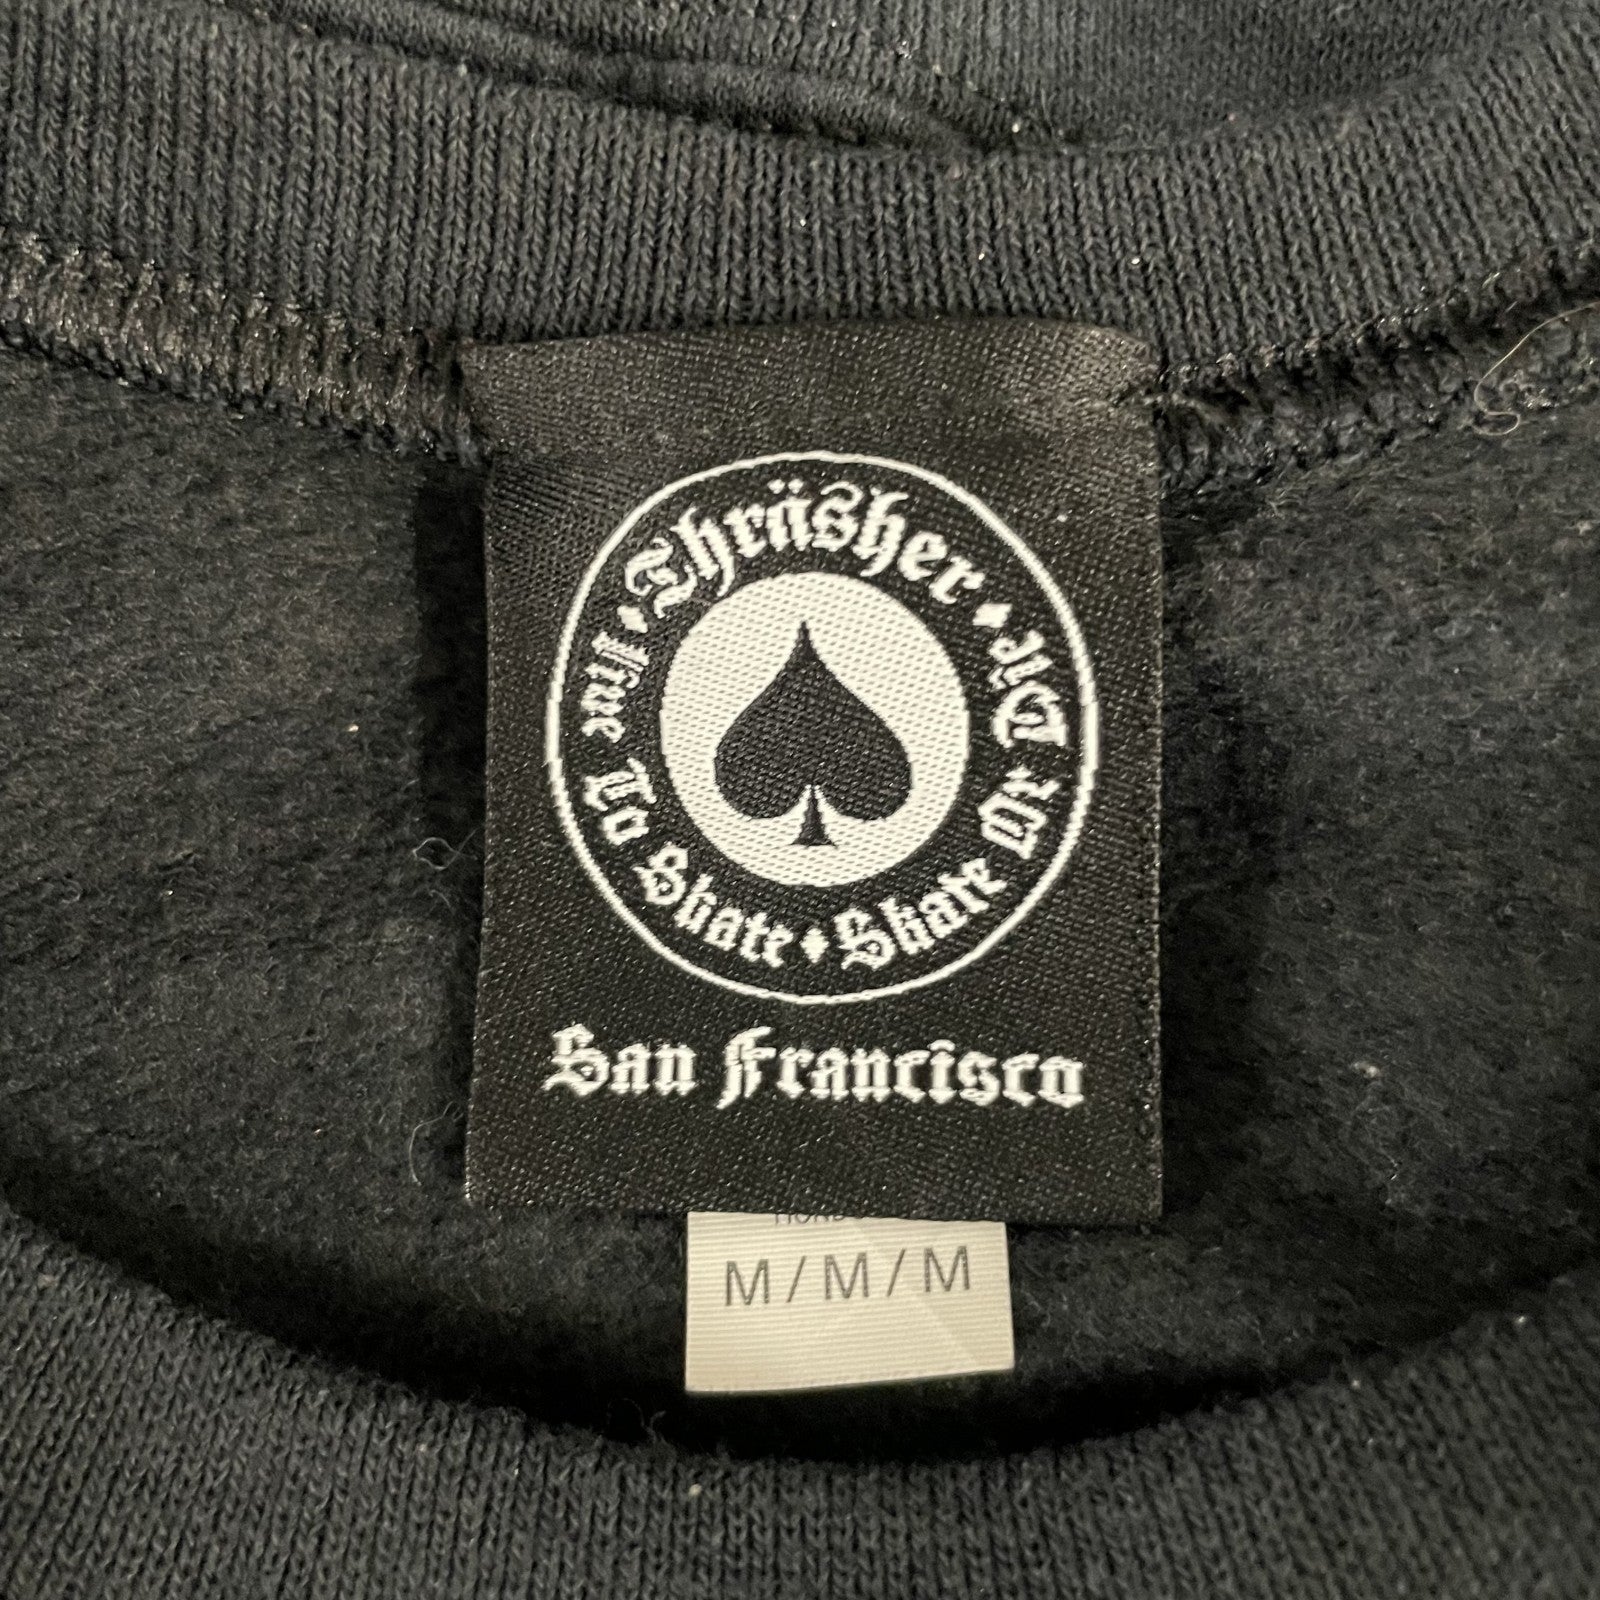 Thräsher
Skate Or Die
Live To Skate
San Francisco
M / M / M